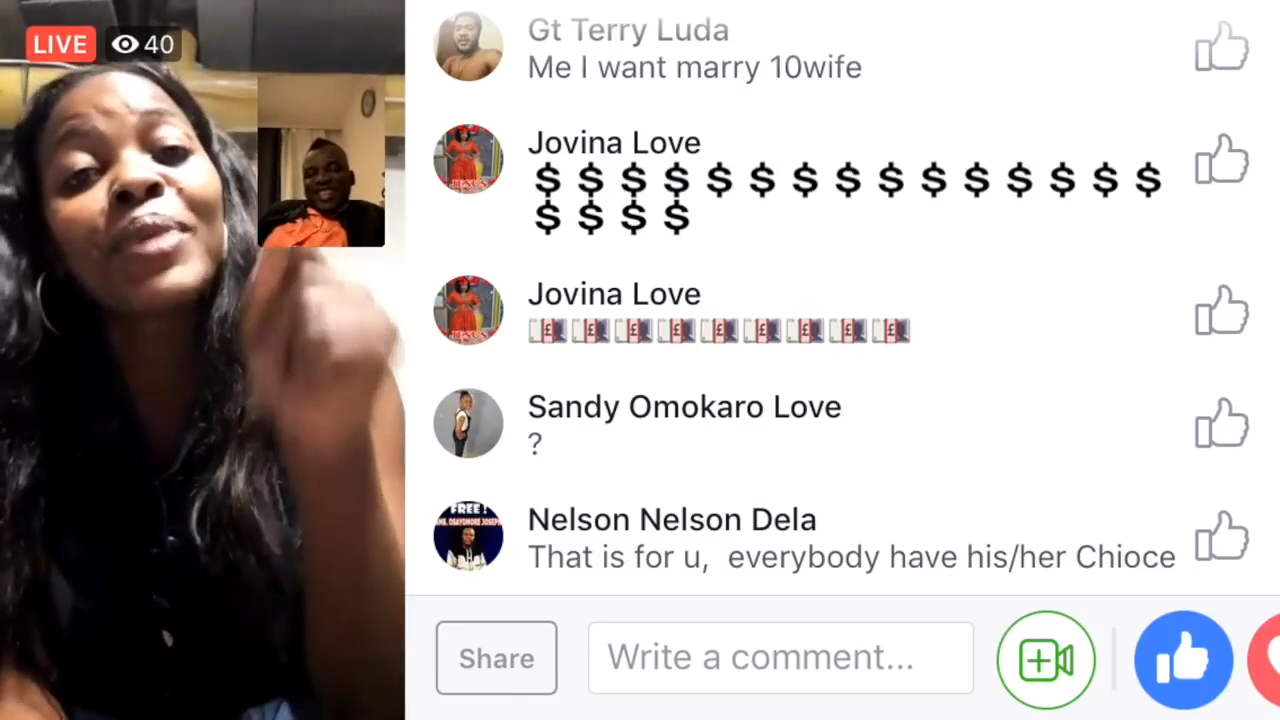 LIVE 40
Gt Terry Luda
Me I want marry 10wife
Jovina Love
$ $ $ $ $ $ $ $ $ $ $ $ $ $ $
$ $ $ $
Jovina Love
💷💷💷💷💷💷💷💷💷
Sandy Omokaro Love
?
FREE!
Nelson Nelson Dela
That is for u, everybody have his/her Chioce
Share
Write a comment...